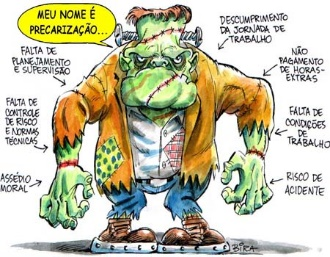 MEU NOME É
PRECARIZAÇÃO...
DESCUMPRIMENTO
DA JORNADA DE
TRABALHO
FALTA DE
PLANEJAMENTO
E SUPERVISÃO
NÃO
PAGAMENTO
DE HORAS-
EXTRAS
FALTA DE
CONTROLE
DE RISCO
E NORMAS
TÉCNICAS
FALTA DE
CONDIÇÕES
DE
TRABALHO
ASSÉDIO
MORAL
RISCO DE
ACIDENTE
BIRA